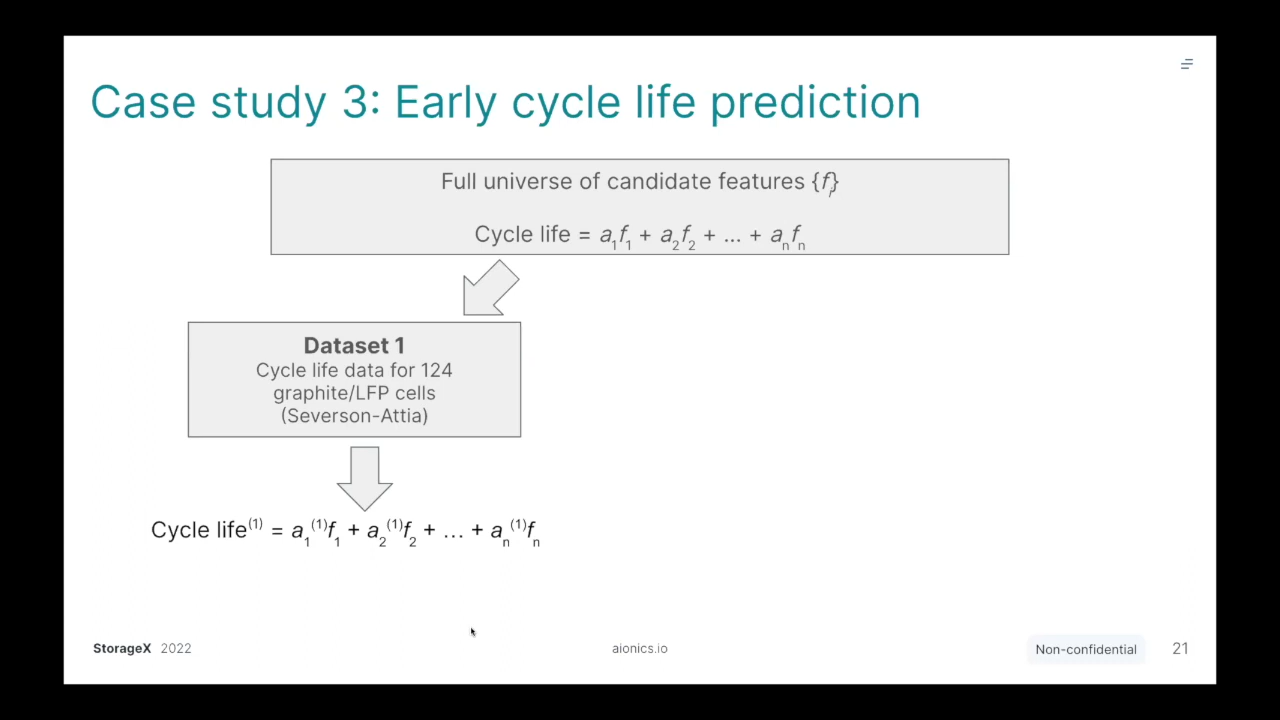 Case study 3: Early cycle life prediction
Full universe of candidate features {fᵢ}
Cycle life = a₁f₁ + a₂f₂ + ... + aₙfₙ
Dataset 1
Cycle life data for 124
graphite/LFP cells
(Severson-Attia)
Cycle life⁽¹⁾ = a₁⁽¹⁾f₁ + a₂⁽¹⁾f₂ + ... + aₙ⁽¹⁾fₙ
StorageX 2022
aionics.io
Non-confidential
21